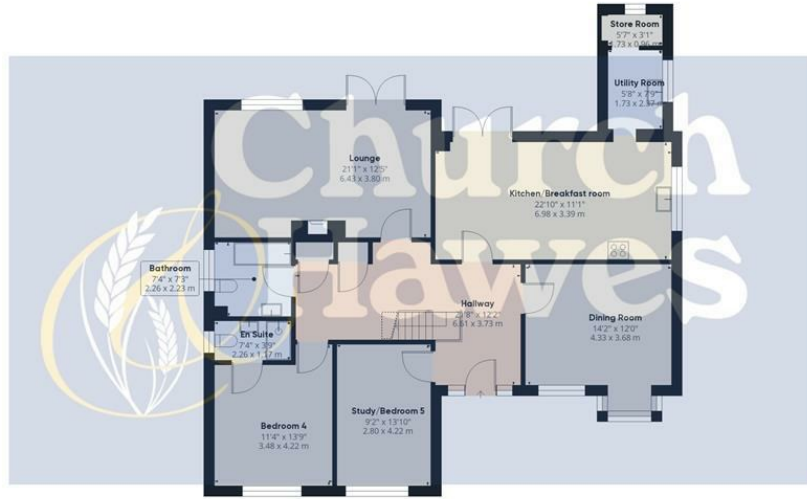 Store Room
5'7" x 3'1"
1.73 x 0.96 m
Utility Room
5'8" x 7'9"
1.73 x 2.37 m
Church
Hawes
Lounge
21'1" x 12'5"
6.43 x 3.80 m
Kitchen/Breakfast room
22'10" x 11'1"
6.98 x 3.39 m
Bathroom
7'4" x 7'3"
2.26 x 2.23 m
Hallway
x 12'2"
6.61 x 3.73 m
Dining Room
14'2" x 12'0"
4.33 x 3.68 m
En Suite
7'4" x 3'9"
2.26 x 1.17 m
Bedroom 4
11'4" x 13'9"
3.48 x 4.22 m
Study/Bedroom 5
9'2" x 13'10"
2.80 x 4.22 m